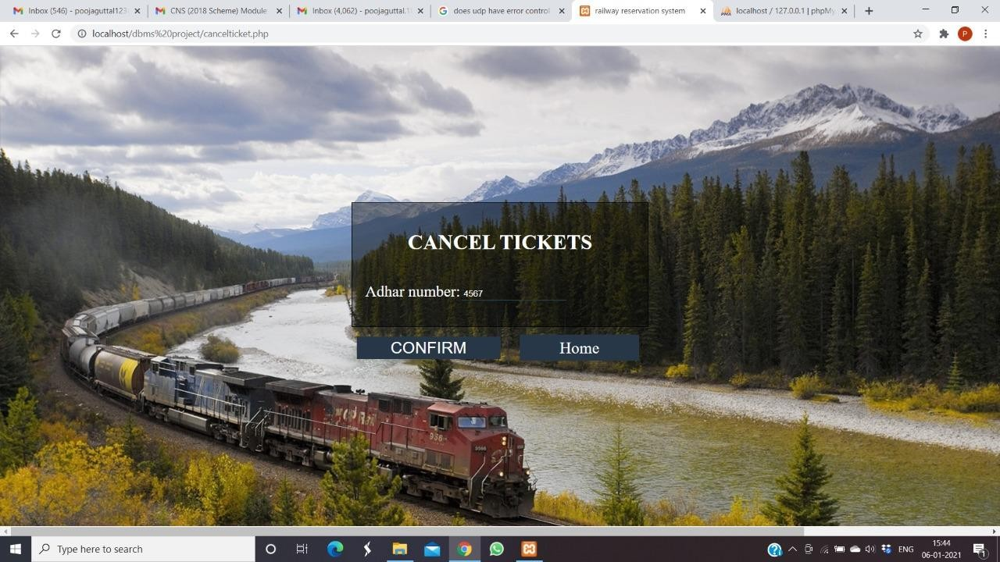 Inbox (546) - poojaguttal123
CNS (2018 Scheme) Module
Inbox (4,062) - poojaguttal.1
does udp have error control
railway reservation system
localhost / 127.0.0.1 | phpMy
localhost/dbms%20project/cancelticket.php
P
CANCEL TICKETS
Adhar number: 4567
CONFIRM Home
Type here to search
ENG
15:44
06-01-2021
1